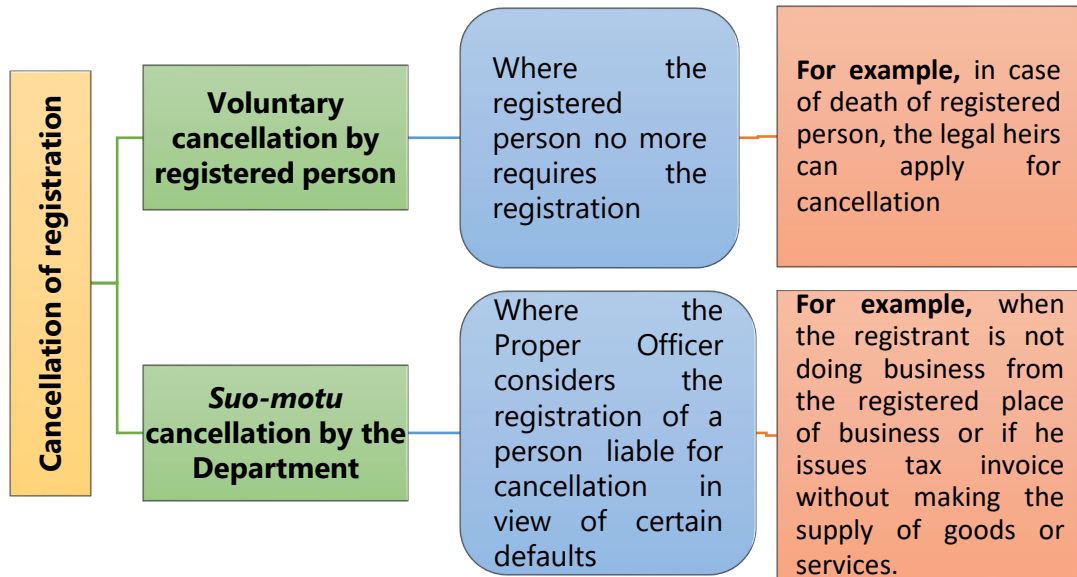 Cancellation of registration
Voluntary
cancellation by
registered person
Where the
registered
person no more
requires the
registration
For example, in case
of death of registered
person, the legal heirs
can apply for
cancellation
Suo-motu
cancellation by the
Department
Where the
Proper Officer
considers the
registration of a
person liable for
cancellation in
view of certain
defaults
For example, when
the registrant is not
doing business from
the registered place
of business or if he
issues tax invoice
without making the
supply of goods or
services.